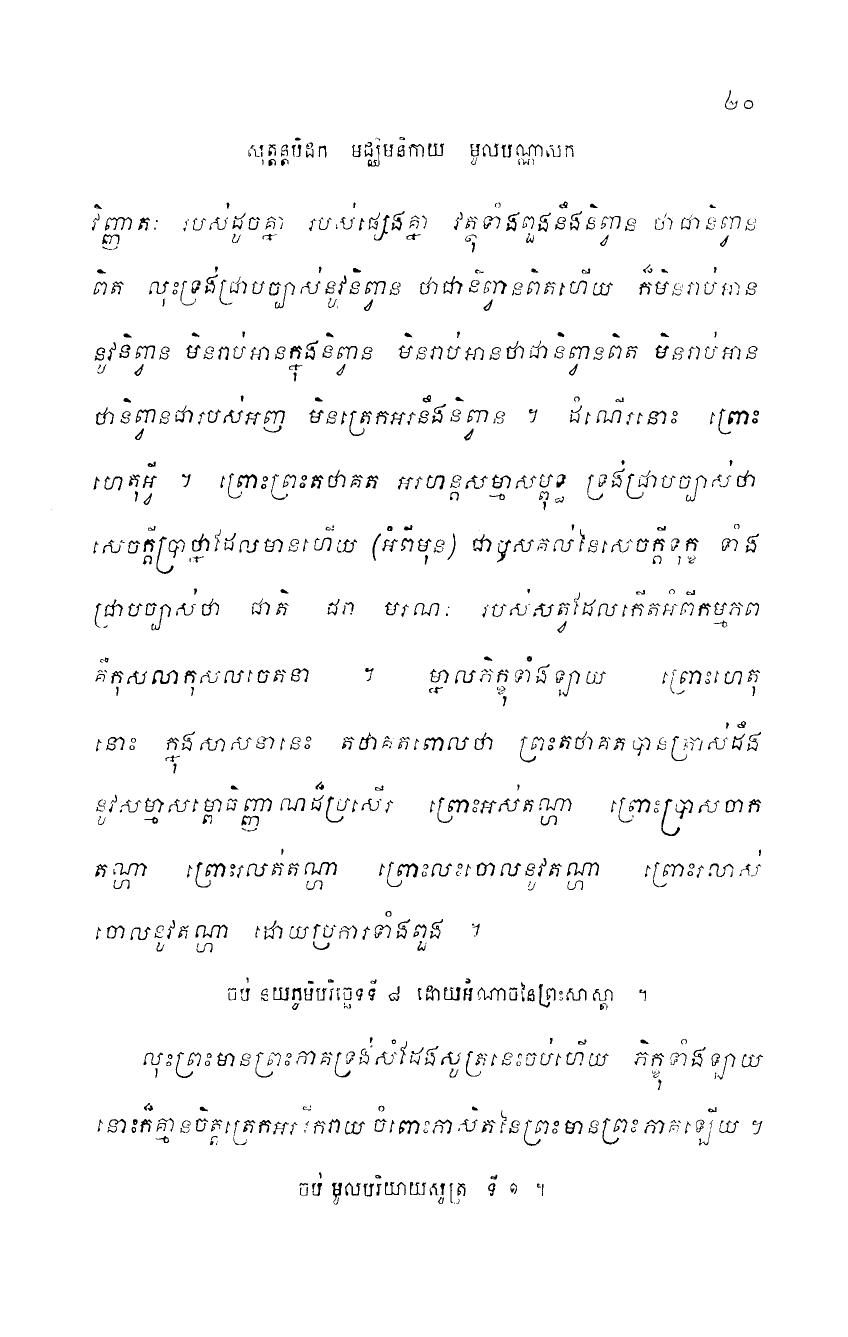 ២០
សុត្តន្តបិដក មជ្ឈិមនិកាយ មូលបណ្ណាសក
វិញ្ញាតៈ របស់ដូចគ្នា របស់ផ្សេងគ្នា វត្ថុទាំងពួងនឹងនិព្វាន ថាជានិព្វាន
ពិត លុះទ្រង់ជ្រាបច្បាស់នូវនិព្វាន ថាជានិព្វានពិតហើយ ក៏មិនរាប់អាន
នូវនិព្វាន មិនរាប់អានក្នុងនិព្វាន មិនរាប់អានថាជានិព្វានពិត មិនរាប់អាន
ថានិព្វានជារបស់អញ មិនត្រេកអរនឹងនិព្វាន ។ ដំណើរនោះ ព្រោះ
ហេតុអ្វី ។ ព្រោះព្រះតថាគត អរហន្តសម្មាសម្ពុទ្ធ ទ្រង់ជ្រាបច្បាស់ថា
សេចក្តីប្រាថ្នាដែលមានហើយ (អំពីមុន) ជាឫសគល់នៃសេចក្តីទុក្ខ ទាំង
ជ្រាបច្បាស់ថា ជាតិ ជរា មរណៈ របស់សត្វដែលកើតអំពីកម្មភព
គឺកុសលាកុសលចេតនា ។ ម្នាលភិក្ខុទាំងឡាយ ព្រោះហេតុ
នោះ ក្នុងសាសនានេះ តថាគតពោលថា ព្រះតថាគតបានត្រាស់ដឹង
នូវសម្មាសម្ពោធិញ្ញាណដ៏ប្រសើរ ព្រោះអស់តណ្ហា ព្រោះប្រាសចាក
តណ្ហា ព្រោះរលត់តណ្ហា ព្រោះលះចោលនូវតណ្ហា ព្រោះរលាស់
ចោលនូវតណ្ហា ដោយប្រការទាំងពួង ។
ចប់ នយភូមិបរិច្ឆេទទី ៨ ដោយអំណាចនៃព្រះសាស្តា ។
លុះព្រះមានព្រះភាគទ្រង់សំដែងសូត្រនេះចប់ហើយ ភិក្ខុទាំងឡាយ
នោះក៏គ្មានចិត្តត្រេកអររីករាយ ចំពោះភាសិតនៃព្រះមានព្រះភាគឡើយ ។
ចប់ មូលបរិយាយសូត្រ ទី ១ ។